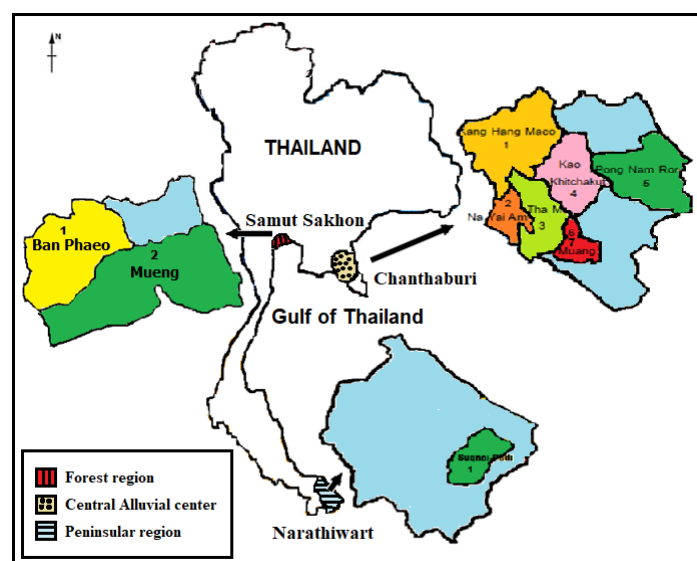 N
THAILAND
Samut Sakhon
Chanthaburi
Gulf of Thailand
Narathiwart
1
Ban Phaeo
2
Mueng
Kang Hang Maco
1
Kao
Khitchakut
4
Pong Nam Ron
5
2
Na Yai Am
Tha Mai
3
6
7
Muang
1
Forest region
Central Alluvial center
Peninsular region